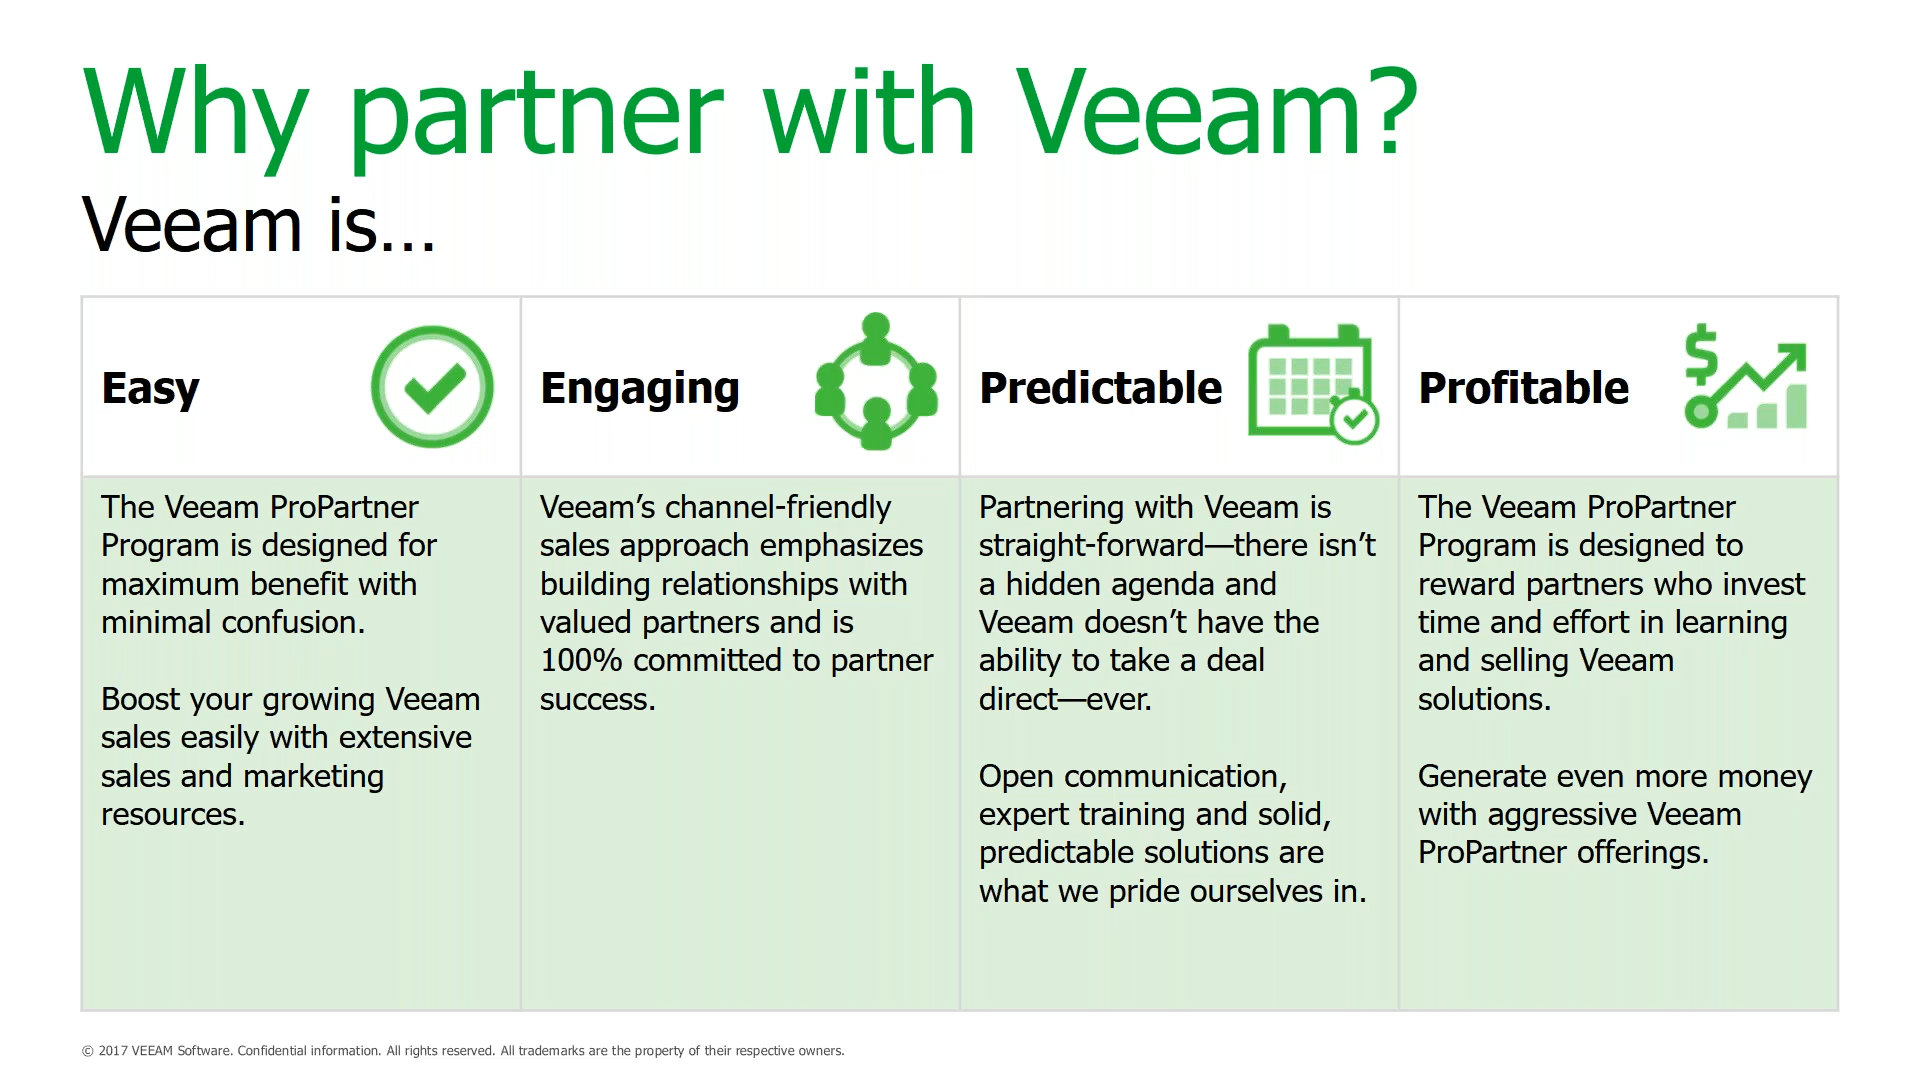 Why partner with Veeam?
Veeam is...
Easy
Engaging
Predictable
$
Profitable
The Veeam ProPartner
Program is designed for
maximum benefit with
minimal confusion.
Boost your growing Veeam
sales easily with extensive
sales and marketing
resources.
Veeam’s channel-friendly
sales approach emphasizes
building relationships with
valued partners and is
100% committed to partner
success.
Partnering with Veeam is
straight-forward—there isn’t
a hidden agenda and
Veeam doesn’t have the
ability to take a deal
direct—ever.
Open communication,
expert training and solid,
predictable solutions are
what we pride ourselves in.
The Veeam ProPartner
Program is designed to
reward partners who invest
time and effort in learning
and selling Veeam
solutions.
Generate even more money
with aggressive Veeam
ProPartner offerings.
© 2017 VEEAM Software. Confidential information. All rights reserved. All trademarks are the property of their respective owners.